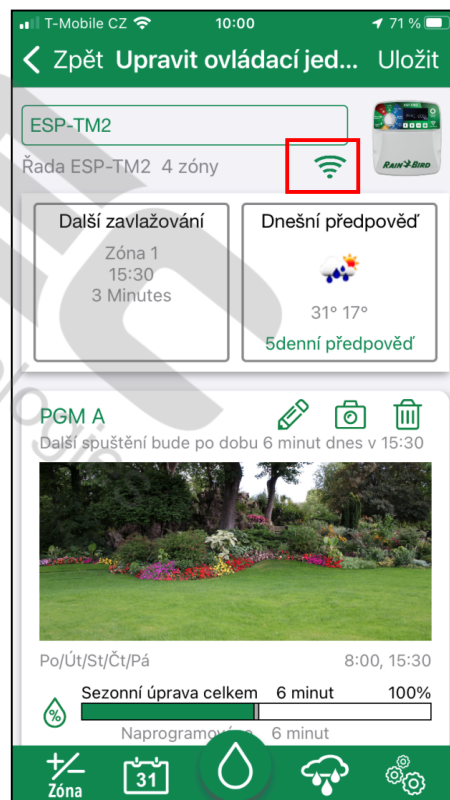 T-Mobile CZ 10:00 71 %
Zpět Upravit ovládací jed... Uložit
ESP-TM2
Řada ESP-TM2 4 zóny
RAIN BIRD
Další zavlažování
Zóna 1
15:30
3 Minutes
Dnešní předpověď
31° 17°
5denní předpověď
PGM A
Další spuštění bude po dobu 6 minut dnes v 15:30
Po/Út/St/Čt/Pá 8:00, 15:30
Sezonní úprava celkem 6 minut 100%
%
6 minut
+/- 31
Zóna